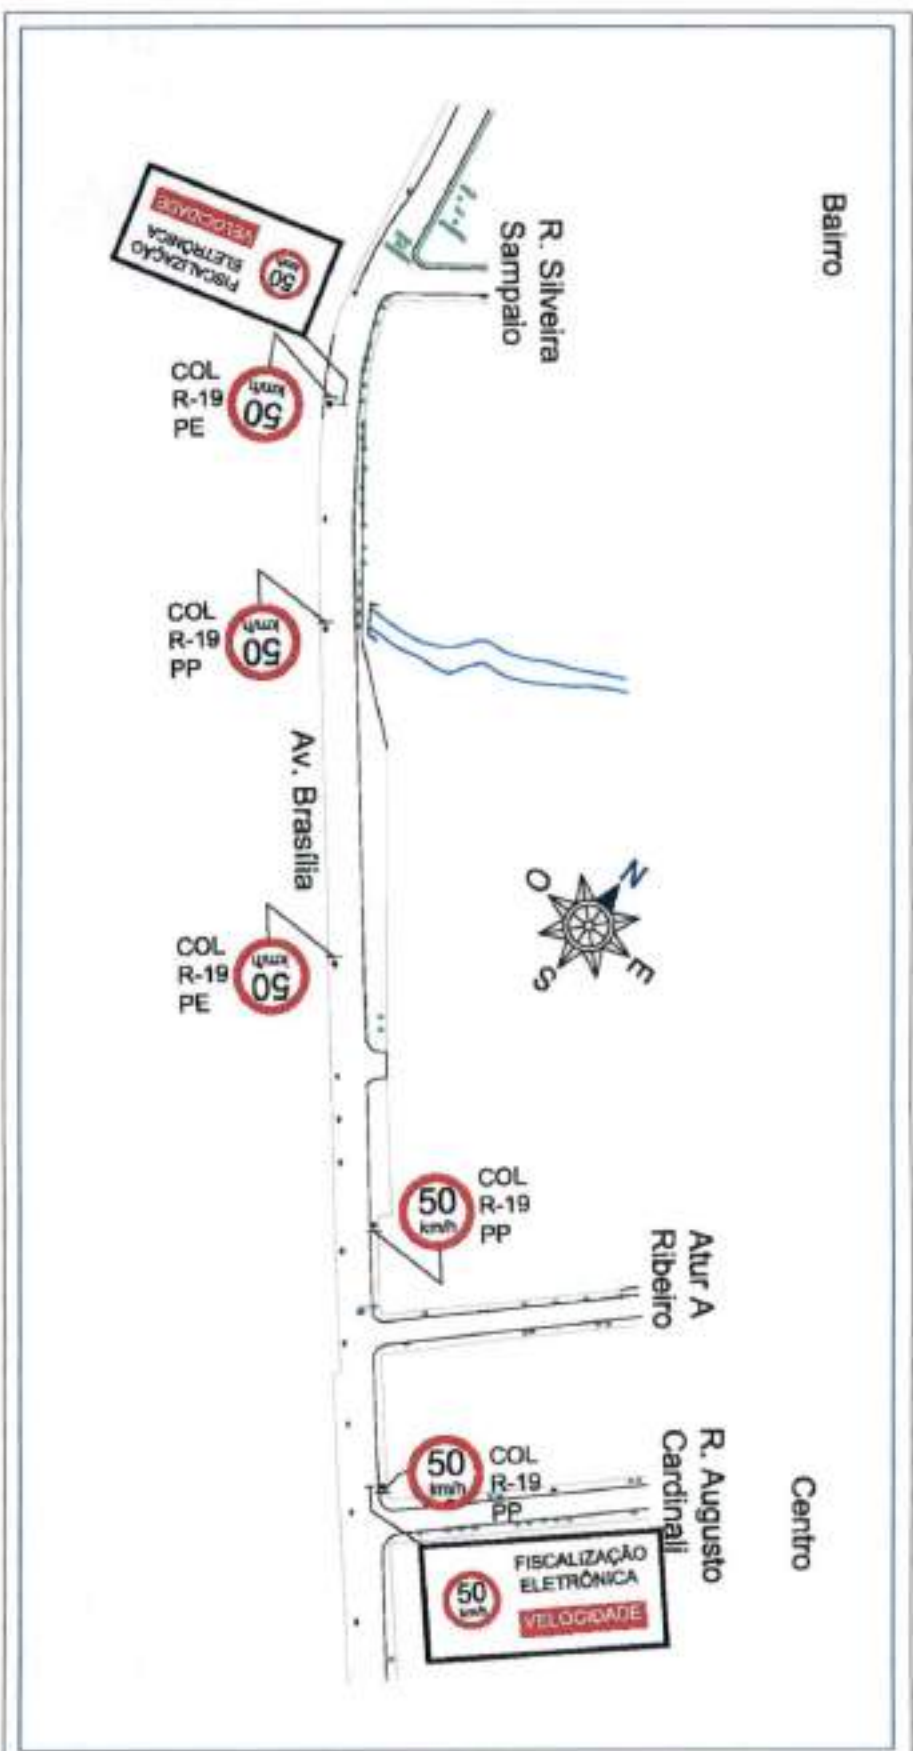 Bairro
R. Silveira
Sampaio
FISCALIZAÇÃO
ELETRÔNICA
VELOCIDADE
50
km/h
COL
R-19
PE
50
km/h
COL
R-19
PP
50
km/h
Av. Brasília
N
E
S
O
COL
R-19
PE
50
km/h
50
km/h
COL
R-19
PP
Atur A
Ribeiro
R. Augusto
Cardinali
Centro
50
km/h
COL
R-19
PP
FISCALIZAÇÃO
ELETRÔNICA
VELOCIDADE
50
km/h